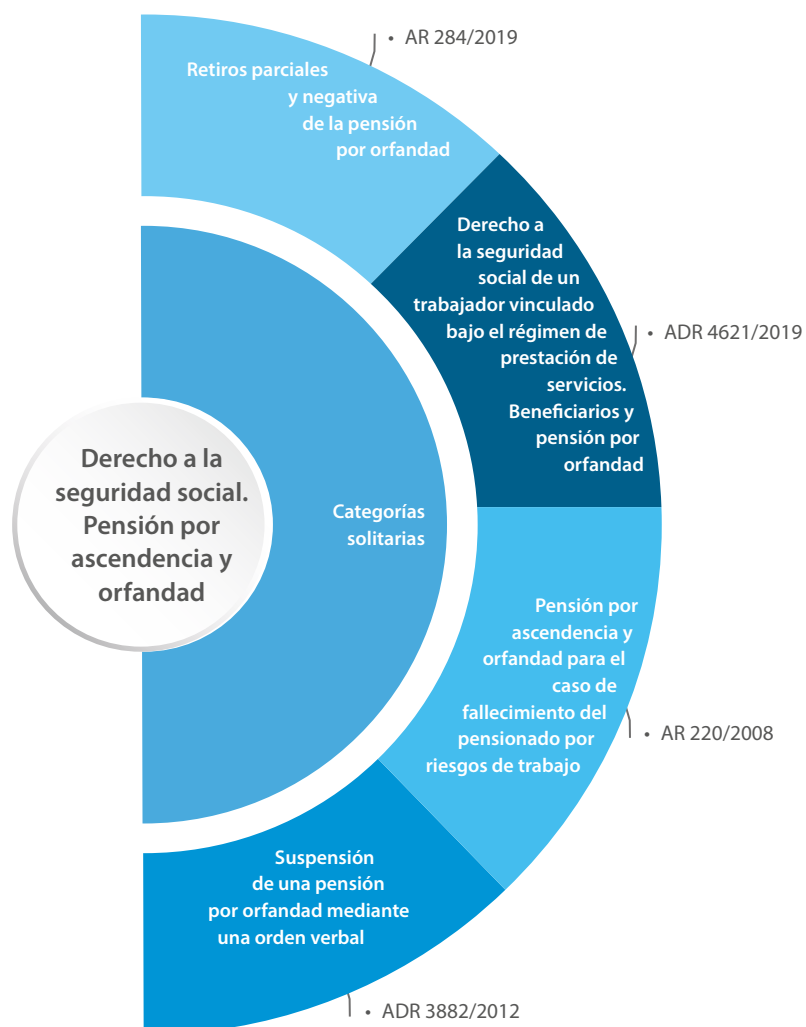 • AR 284/2019
Retiros parciales
y negativa
de la pensión
por orfandad
Derecho a
la seguridad
social de un
trabajador vinculado
bajo el régimen de
prestación de
servicios.
Beneficiarios y
pensión por
orfandad
• ADR 4621/2019
Derecho a la
seguridad social.
Pensión por
ascendencia y
orfandad
Categorías
solitarias
Pensión por
ascendencia y
orfandad para el
caso de
fallecimiento del
pensionado por
riesgos de trabajo
• AR 220/2008
Suspensión
de una pensión
por orfandad mediante
una orden verbal
• ADR 3882/2012